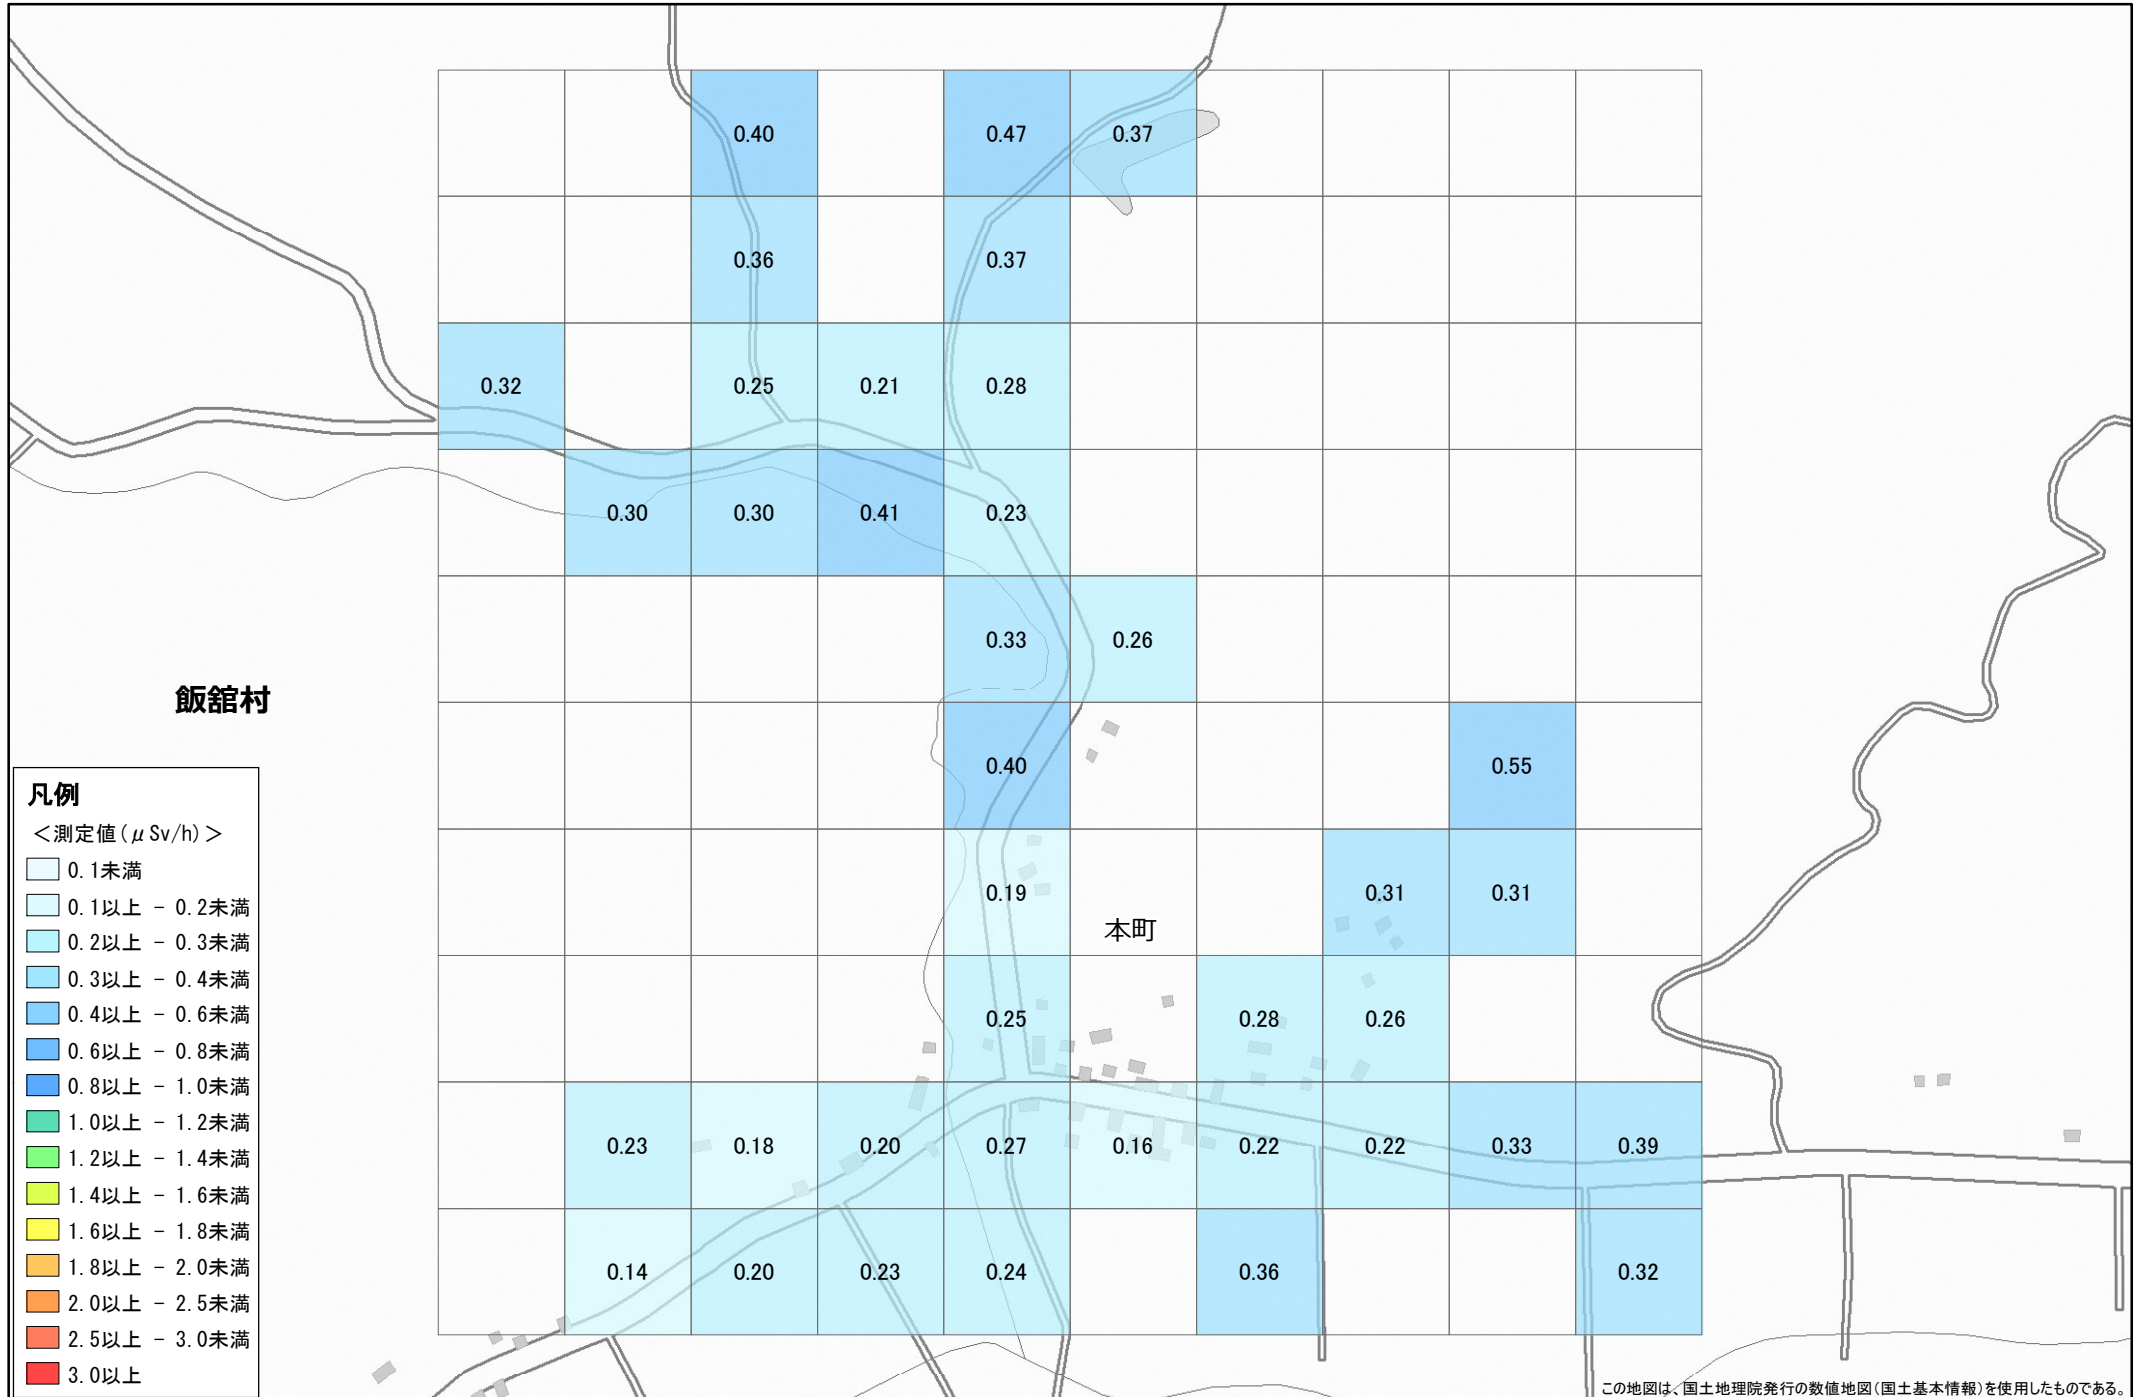 0.40 0.47 0.37
0.36 0.37
0.32 0.25 0.21 0.28
0.30 0.30 0.41 0.23
0.33 0.26
飯舘村
0.40 0.55
0.19 0.31 0.31
本町
0.25 0.28 0.26
0.23 0.18 0.20 0.27 0.16 0.22 0.22 0.33 0.39
0.14 0.20 0.23 0.24 0.36 0.32
凡例
<測定値(μSv/h)>
0.1未満
0.1以上 - 0.2未満
0.2以上 - 0.3未満
0.3以上 - 0.4未満
0.4以上 - 0.6未満
0.6以上 - 0.8未満
0.8以上 - 1.0未満
1.0以上 - 1.2未満
1.2以上 - 1.4未満
1.4以上 - 1.6未満
1.6以上 - 1.8未満
1.8以上 - 2.0未満
2.0以上 - 2.5未満
2.5以上 - 3.0未満
3.0以上
この地図は、国土地理院発行の数値地図(国土基本情報)を使用したものである。